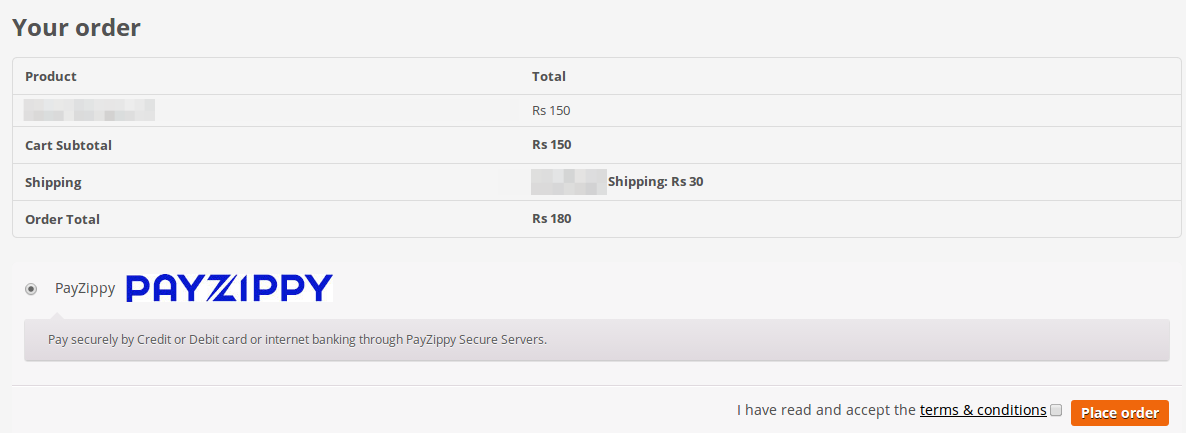 Your order
Product Total
Rs 150
Cart Subtotal Rs 150
Shipping Shipping: Rs 30
Order Total Rs 180
PayZippy PAYZIPPY
Pay securely by Credit or Debit card or internet banking through PayZippy Secure Servers.
I have read and accept the terms & conditions Place order